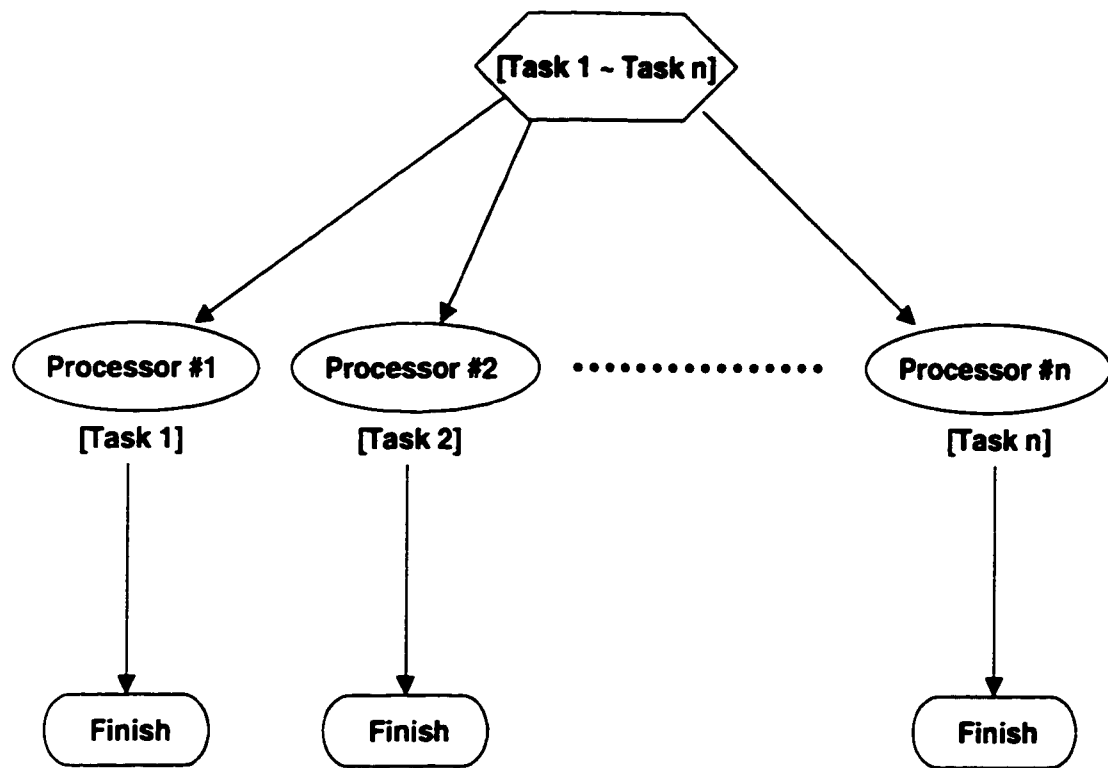 [Task 1 ~ Task n]
Processor #1
Processor #2
Processor #n
[Task 1]
[Task 2]
[Task n]
Finish
Finish
Finish